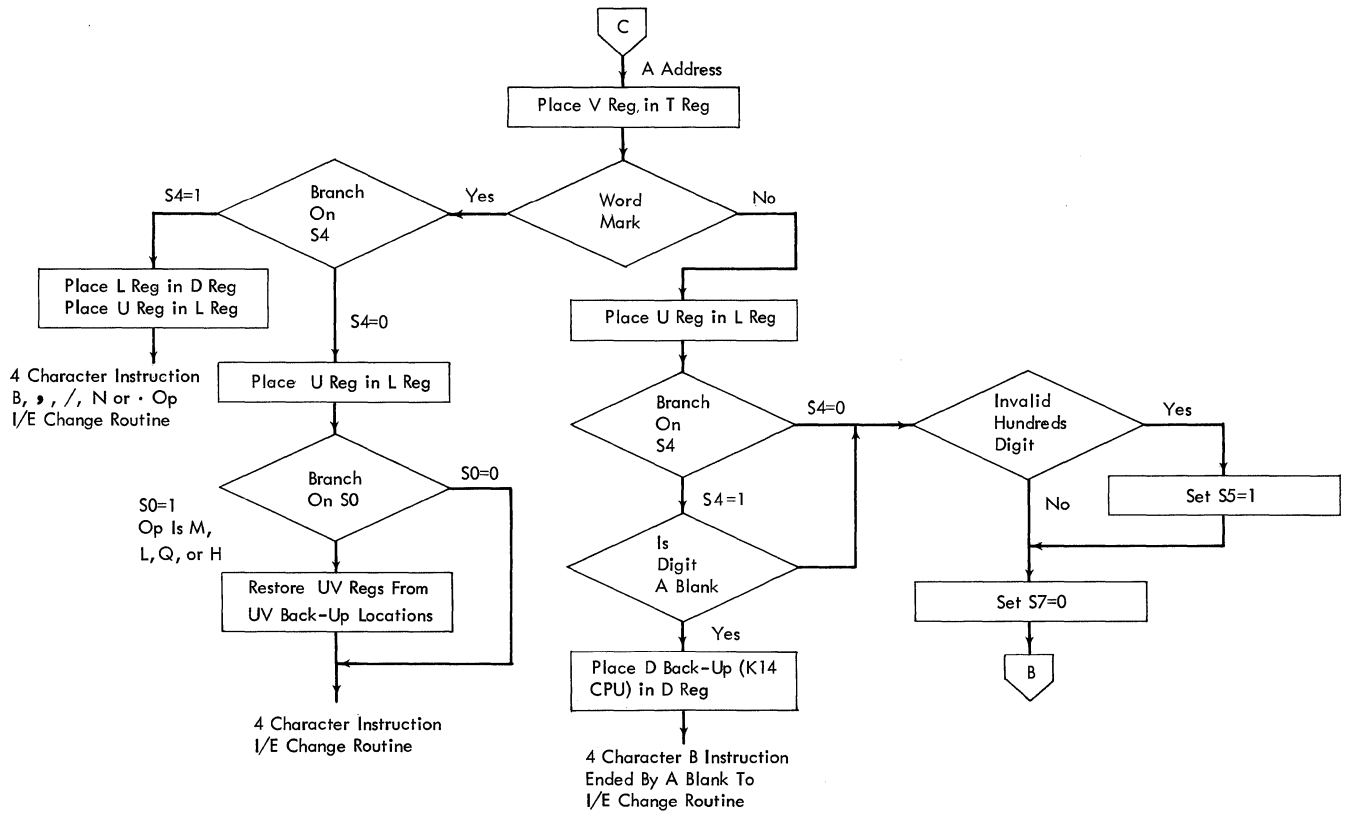 C
A Address
Place V Reg. in T Reg
Word
Mark
Yes
No
Branch
On
S4
S4=1
S4=0
Place L Reg in D Reg
Place U Reg in L Reg
4 Character Instruction
B, , , /, N or · Op
I/E Change Routine
Place U Reg in L Reg
Branch
On S0
S0=0
S0=1
Op Is M,
L, Q, or H
Restore UV Regs From
UV Back-Up Locations
4 Character Instruction
I/E Change Routine
Place U Reg in L Reg
Branch
On
S4
S4=0
S4=1
Is
Digit
A Blank
Yes
Place D Back-Up (K14
CPU) in D Reg
4 Character B Instruction
Ended By A Blank To
I/E Change Routine
Invalid
Hundreds
Digit
Yes
No
Set S5=1
Set S7=0
B